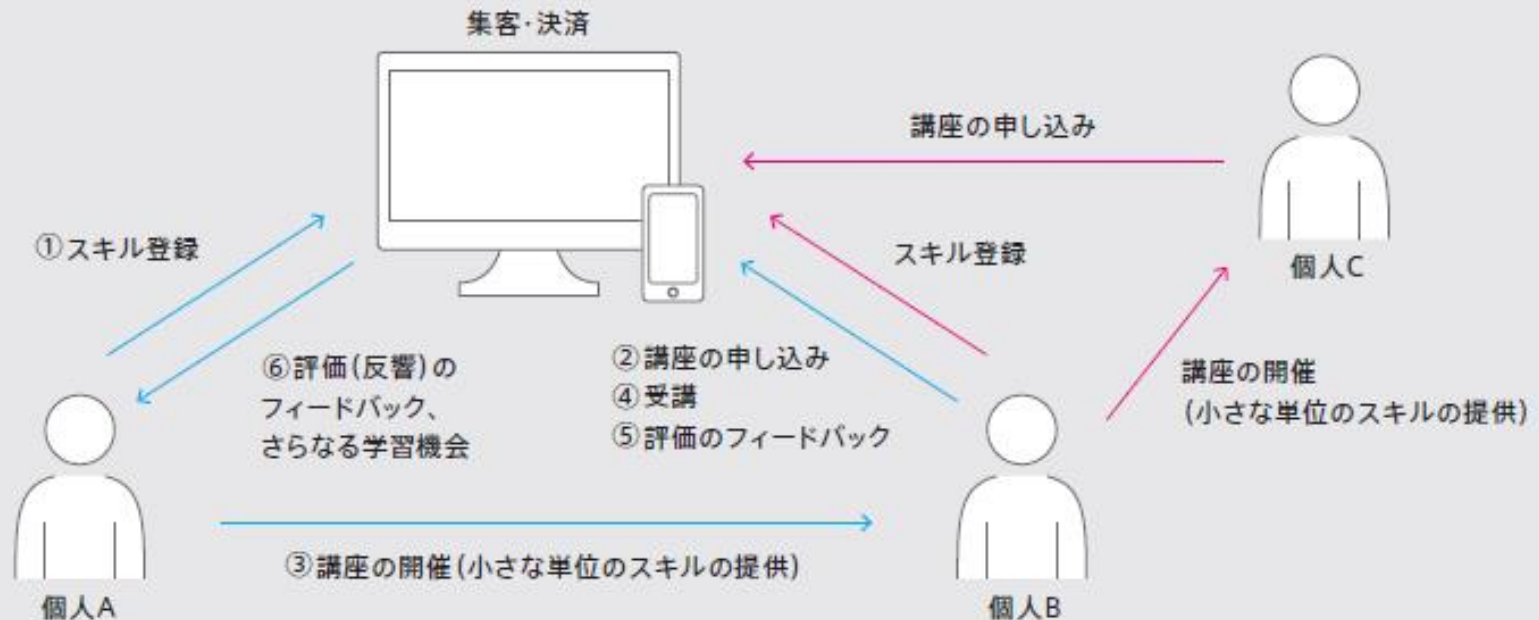 集客・決済
講座の申し込み
①スキル登録
スキル登録
個人C
⑥評価(反響)の
フィードバック、
さらなる学習機会
②講座の申し込み
④受講
⑤評価のフィードバック
講座の開催
(小さな単位のスキルの提供)
③講座の開催(小さな単位のスキルの提供)
個人A
個人B